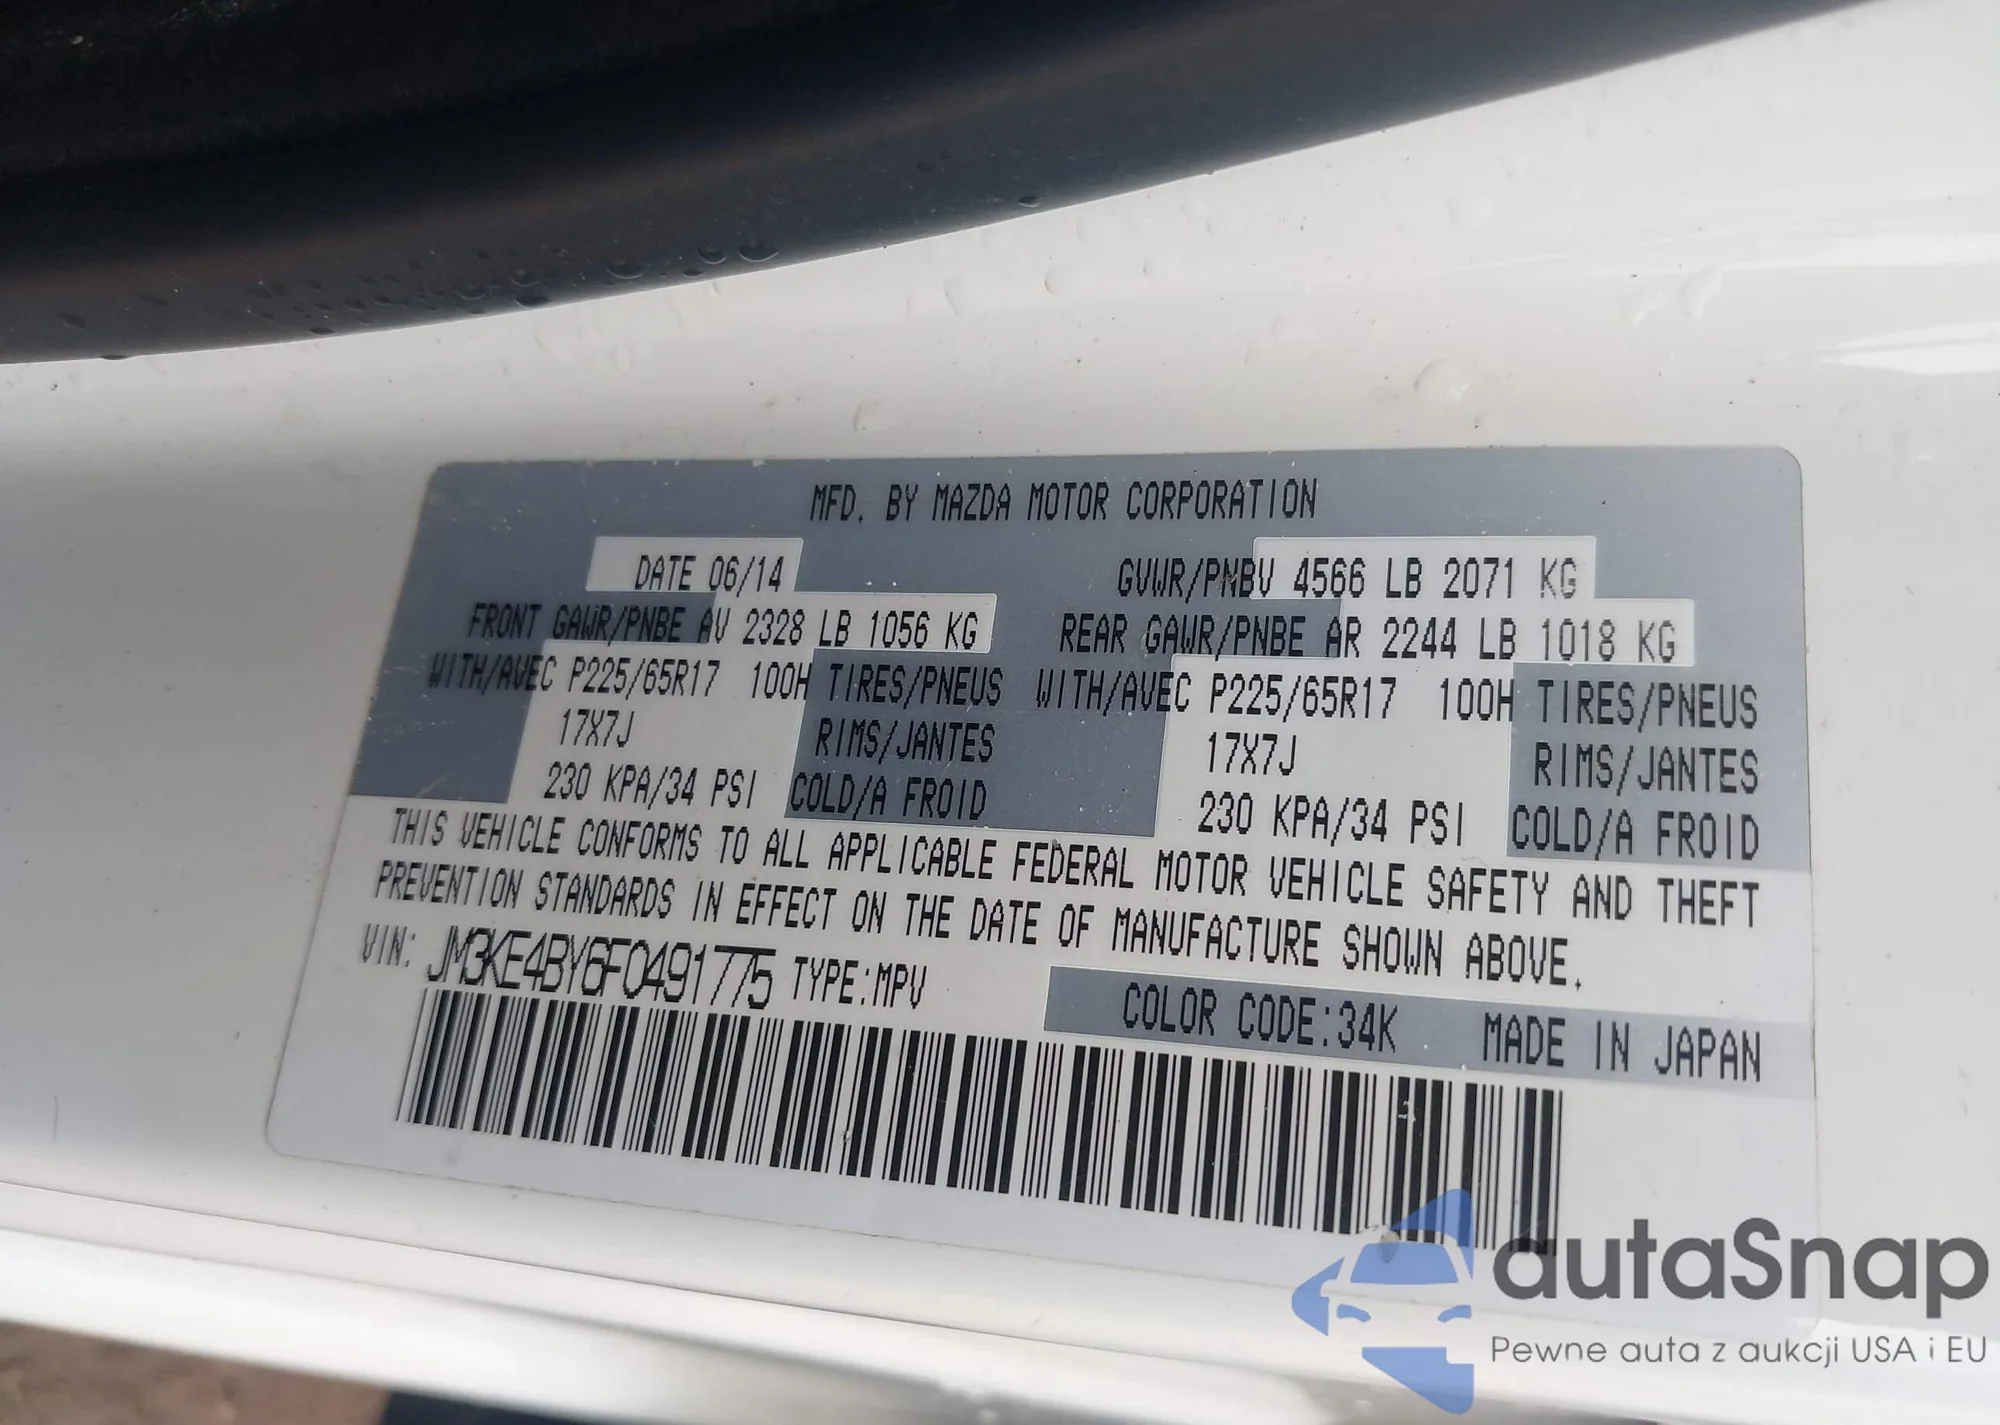 MFD. BY MAZDA MOTOR CORPORATION
DATE 06/14 GVWR/PNBV 4566 LB 2071 KG
FRONT GAWR/PNBE AV 2328 LB 1056 KG REAR GAWR/PNBE AR 2244 LB 1018 KG
WITH/AVEC P225/65R17 100H TIRES/PNEUS WITH/AVEC P225/65R17 100H TIRES/PNEUS
17X7J RIMS/JANTES 17X7J RIMS/JANTES
230 KPA/34 PSI COLD/A FROID 230 KPA/34 PSI COLD/A FROID
THIS VEHICLE CONFORMS TO ALL APPLICABLE FEDERAL MOTOR VEHICLE SAFETY AND THEFT
PREVENTION STANDARDS IN EFFECT ON THE DATE OF MANUFACTURE SHOWN ABOVE.
VIN: JM3KE4BY6F0491775 TYPE:MPV
COLOR CODE:34K MADE IN JAPAN
autaSnap
Pewne auta z aukcji USA i EU